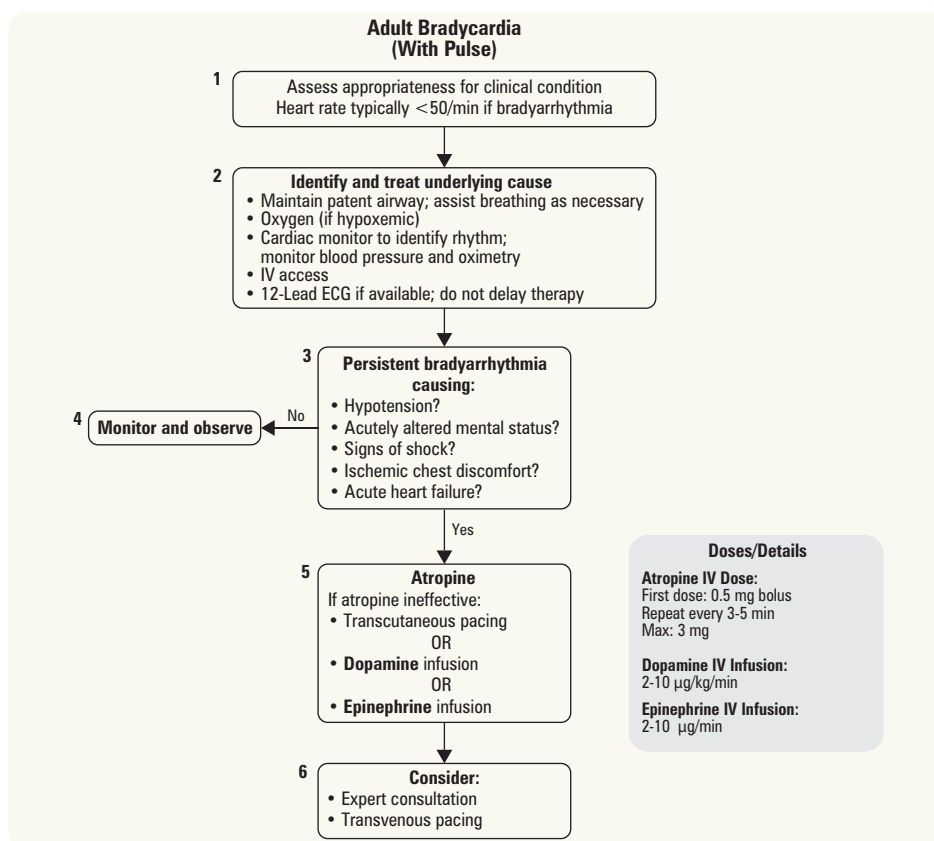 Adult Bradycardia
(With Pulse)
1
Assess appropriateness for clinical condition
Heart rate typically <50/min if bradyarrhythmia
2
Identify and treat underlying cause
• Maintain patent airway; assist breathing as necessary
• Oxygen (if hypoxemic)
• Cardiac monitor to identify rhythm;
monitor blood pressure and oximetry
• IV access
• 12-Lead ECG if available; do not delay therapy
3
Persistent bradyarrhythmia
causing:
• Hypotension?
• Acutely altered mental status?
• Signs of shock?
• Ischemic chest discomfort?
• Acute heart failure?
No
4
Monitor and observe
Yes
5
Atropine
If atropine ineffective:
• Transcutaneous pacing
OR
• Dopamine infusion
OR
• Epinephrine infusion
6
Consider:
• Expert consultation
• Transvenous pacing
Doses/Details
Atropine IV Dose:
First dose: 0.5 mg bolus
Repeat every 3-5 min
Max: 3 mg
Dopamine IV Infusion:
2-10 µg/kg/min
Epinephrine IV Infusion:
2-10 µg/min